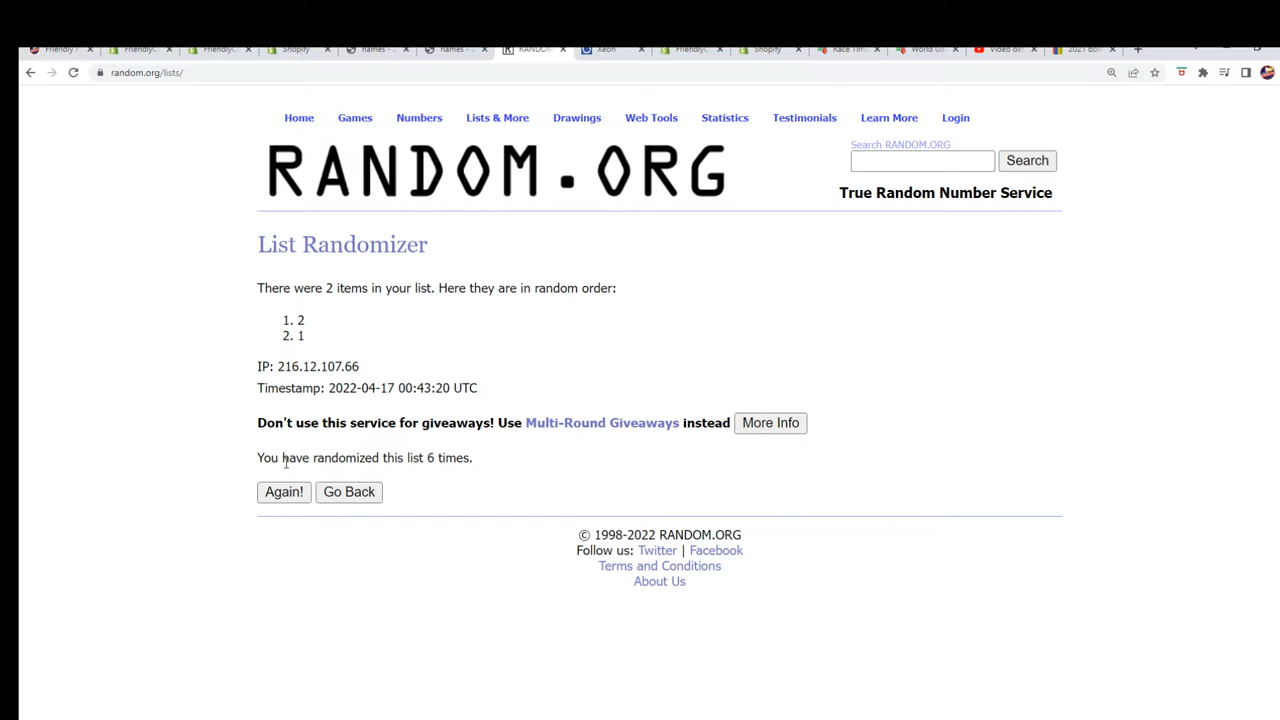 Friendly
FriendlyC
FriendlyC
Shopify
names -
names -
RANDOM
Xeon
FriendlyC
Shopify
Race Tim
World G
Video Be
2021 Bow
random.org/lists/
Home Games Numbers Lists & More Drawings Web Tools Statistics Testimonials Learn More Login
Search RANDOM.ORG
RANDOM.ORG
Search
True Random Number Service
List Randomizer
There were 2 items in your list. Here they are in random order:
1. 2
2. 1
IP: 216.12.107.66
Timestamp: 2022-04-17 00:43:20 UTC
Don't use this service for giveaways! Use Multi-Round Giveaways instead More Info
You have randomized this list 6 times.
Again! Go Back
© 1998-2022 RANDOM.ORG
Follow us: Twitter | Facebook
Terms and Conditions
About Us